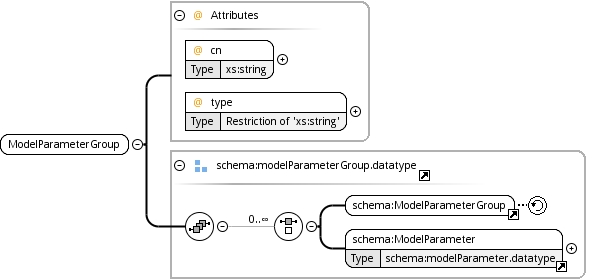 @ Attributes
@ cn
Type xs:string
@ type
Type Restriction of 'xs:string'
ModelParameterGroup
schema:modelParameterGroup.datatype
schema:ModelParameterGroup
0..∞
schema:ModelParameter
Type schema:modelParameter.datatype